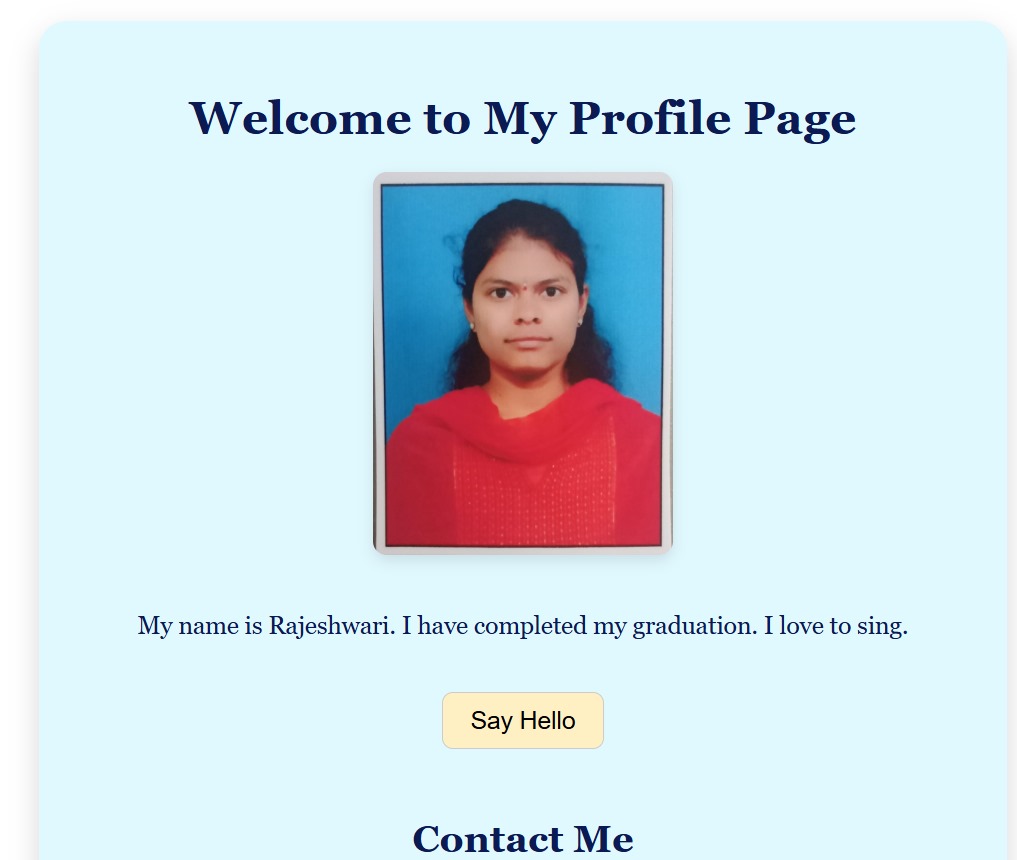 Welcome to My Profile Page
My name is Rajeshwari. I have completed my graduation. I love to sing.
Say Hello
Contact Me